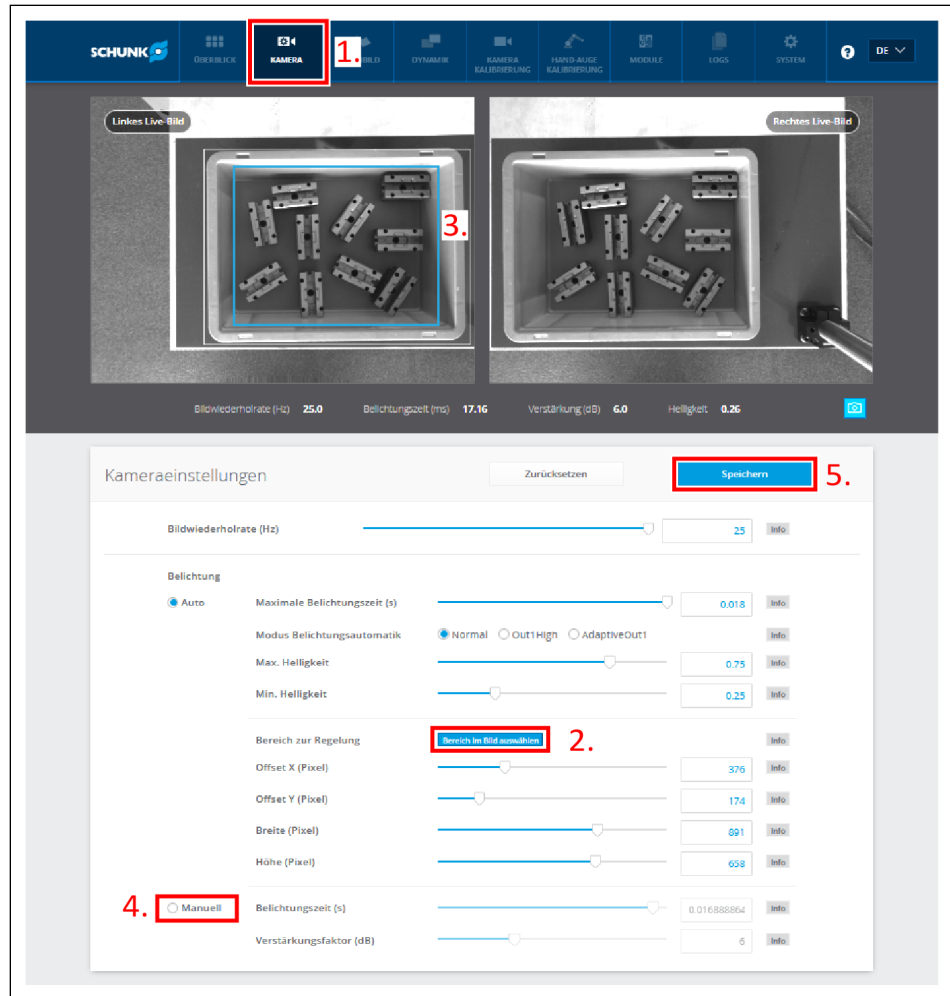 SCHUNK
ÜBERBLICK
KAMERA
1.
BILD
DYNAMIK
KAMERA
KALIBRIERUNG
HAND-AUGE
KALIBRIERUNG
MODULE
LOGS
SYSTEM
?
DE
Linkes Live-Bild
Rechtes Live-Bild
3.
Bildwiederholrate (Hz) 25.0 Belichtungszeit (ms) 17.16 Verstärkung (dB) 6.0 Helligkeit 0.26
Kameraeinstellungen
Zurücksetzen
Speichern
5.
Bildwiederholrate (Hz) 25 Info
Belichtung
Auto Maximale Belichtungszeit (s) 0.018 Info
Modus Belichtungsautomatik Normal Out1High AdaptiveOut1 Info
Max. Helligkeit 0.75 Info
Min. Helligkeit 0.25 Info
Bereich zur Regelung Bereich im Bild auswählen 2. Info
Offset X (Pixel) 376 Info
Offset Y (Pixel) 174 Info
Breite (Pixel) 891 Info
Höhe (Pixel) 658 Info
4. Manuell Belichtungszeit (s) 0.016888864 Info
Verstärkungsfaktor (dB) 6 Info